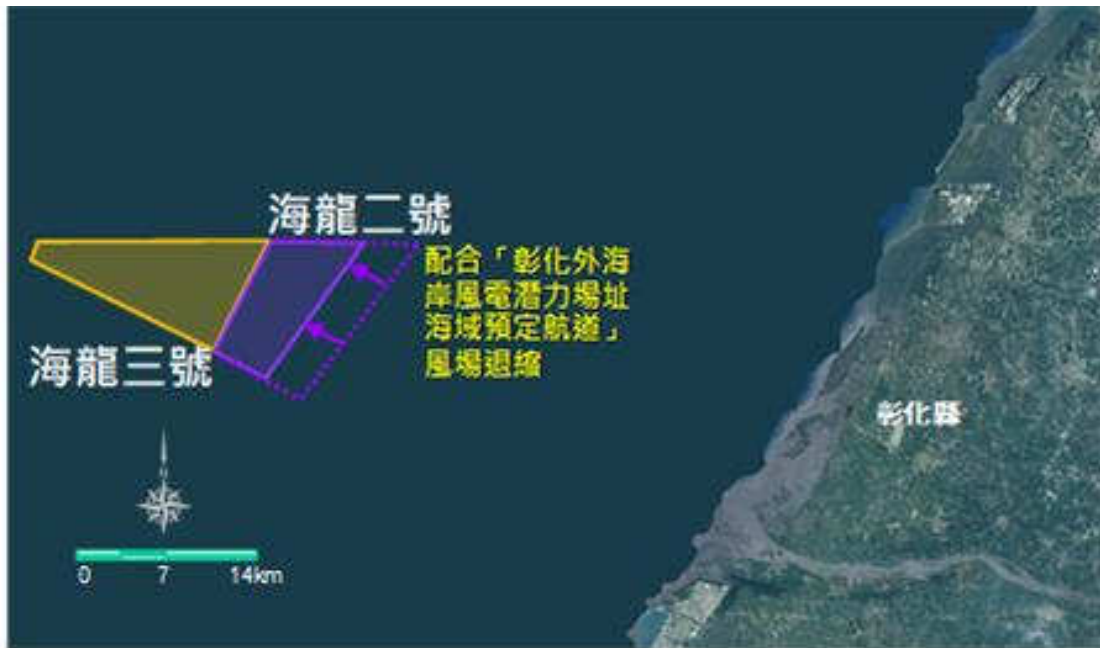 海龍二號
配合「彰化外海
岸風電潛力場址
海域預定航道」
風場退縮
海龍三號
彰化縣
0 7 14km